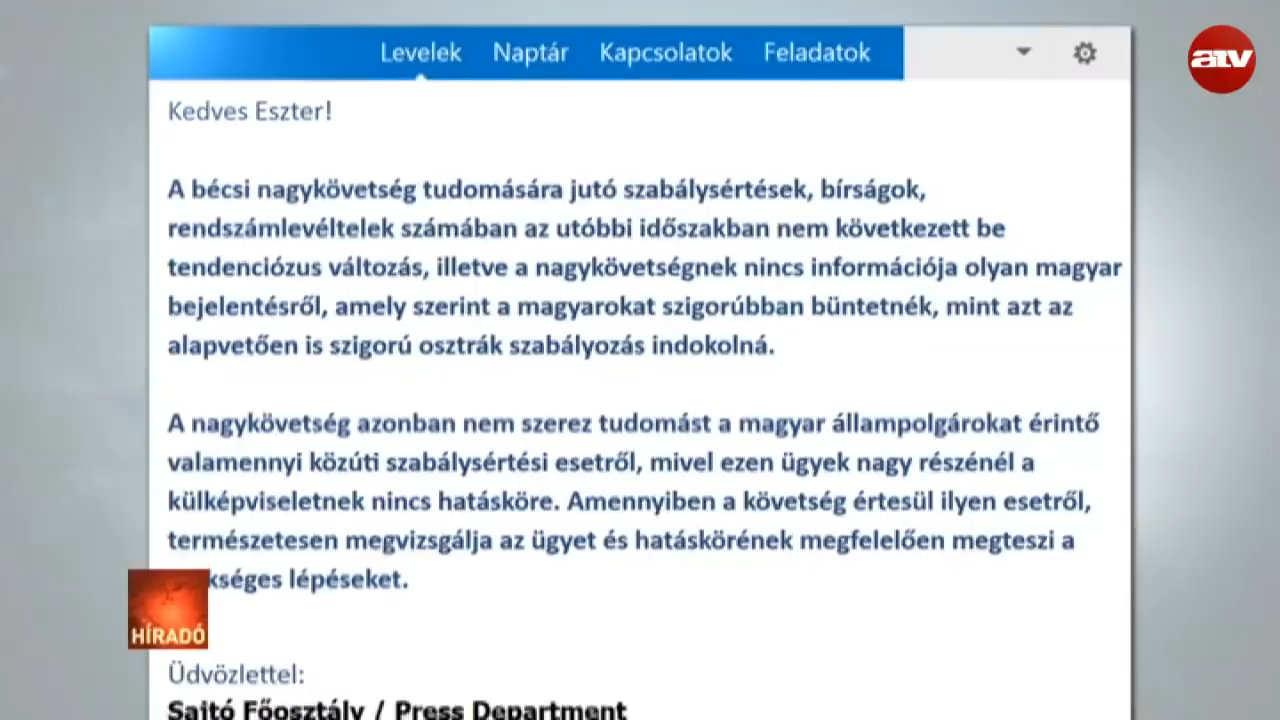 Levelek Naptár Kapcsolatok Feladatok
atv
Kedves Eszter!
A bécsi nagykövetség tudomására jutó szabálysértések, bírságok,
rendszámlevételek számában az utóbbi időszakban nem következett be
tendenciózus változás, illetve a nagykövetségnek nincs információja olyan magyar
bejelentésről, amely szerint a magyarokat szigorúbban büntetnék, mint azt az
alapvetően is szigorú osztrák szabályozás indokolná.
A nagykövetség azonban nem szerez tudomást a magyar állampolgárokat érintő
valamennyi közúti szabálysértési esetről, mivel ezen ügyek nagy részénél a
külképviseletnek nincs hatásköre. Amennyiben a követség értesül ilyen esetről,
természetesen megvizsgálja az ügyet és hatáskörének megfelelően megteszi a
kséges lépéseket.
HÍRADÓ
Üdvözlettel:
Sajtó Főosztály / Press Department